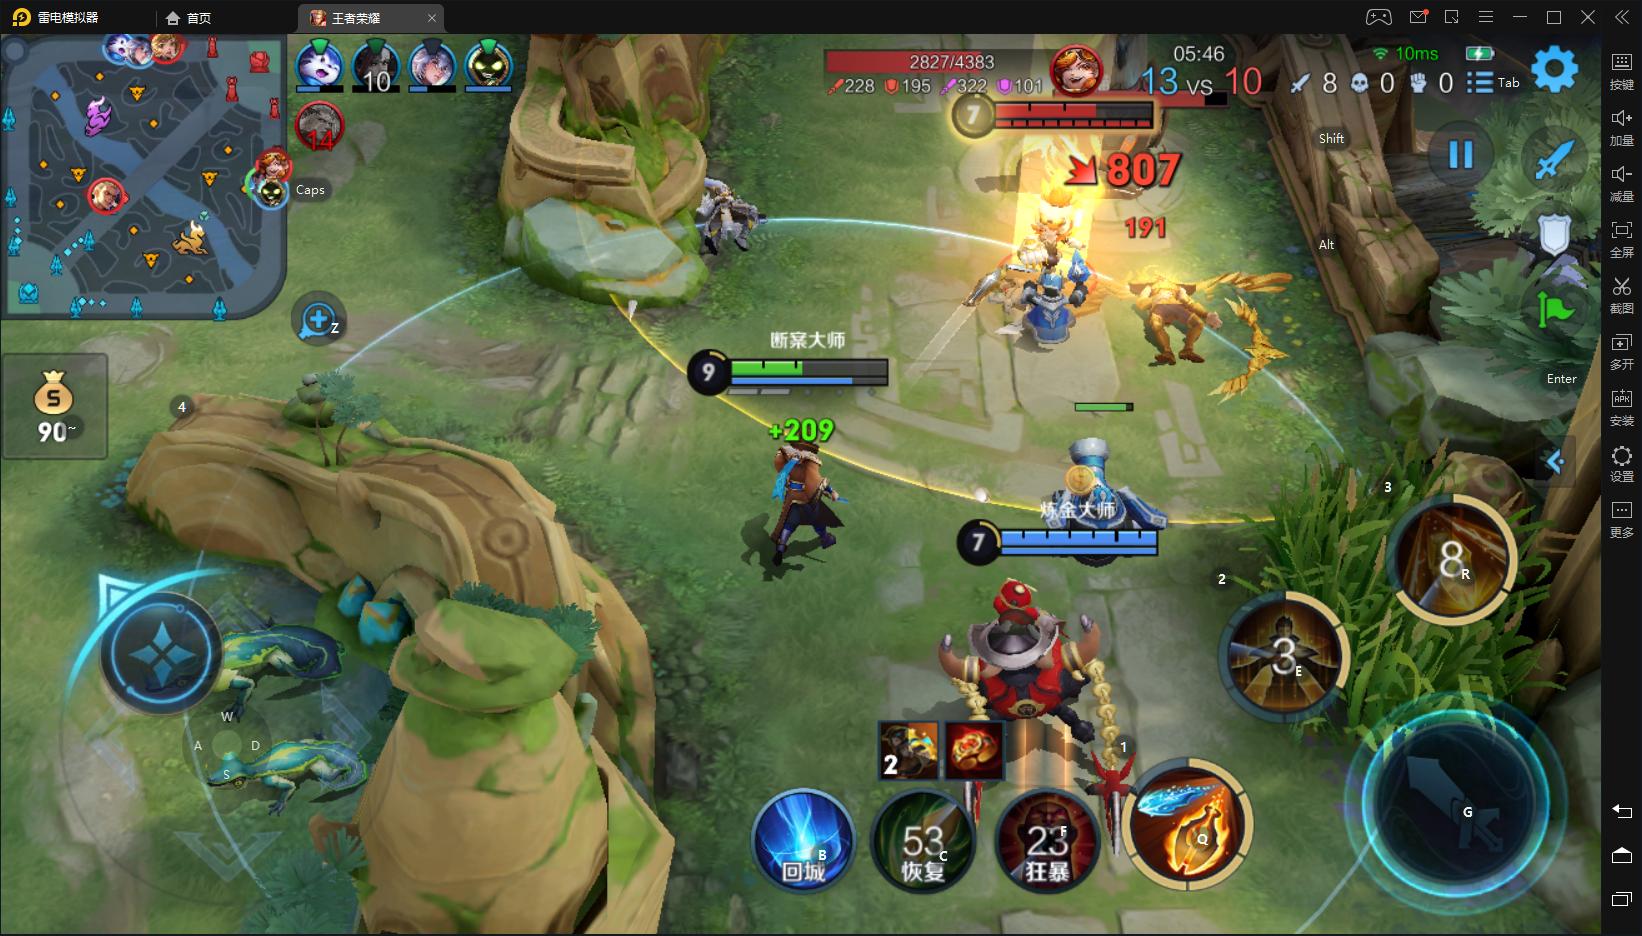 雷电模拟器
首页
王者荣耀
10
14
Caps
2827/4383
228 195 322 101
05:46
13 vs 10
10ms
8 0 0
Tab
按键
加量
减量
全屏
截图
多开
安装
设置
更多
APK
7
807
191
Shift
Alt
Enter
Z
S
90~
4
断案大师
9
+209
炼金大师
7
3
8
R
2
3
E
W
A D
S
2
1
B
回城
53
C
恢复
23
F
狂暴
Q
G